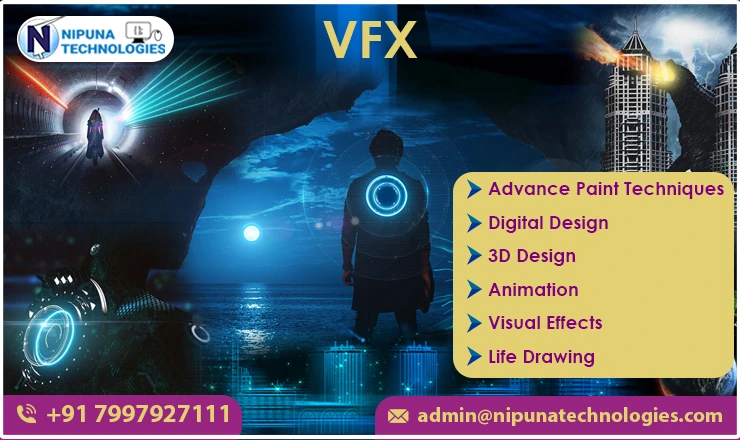 NIPUNA
TECHNOLOGIES
VFX
Advance Paint Techniques
Digital Design
3D Design
Animation
Visual Effects
Life Drawing
+91 7997927111
admin@nipunatechnologies.com